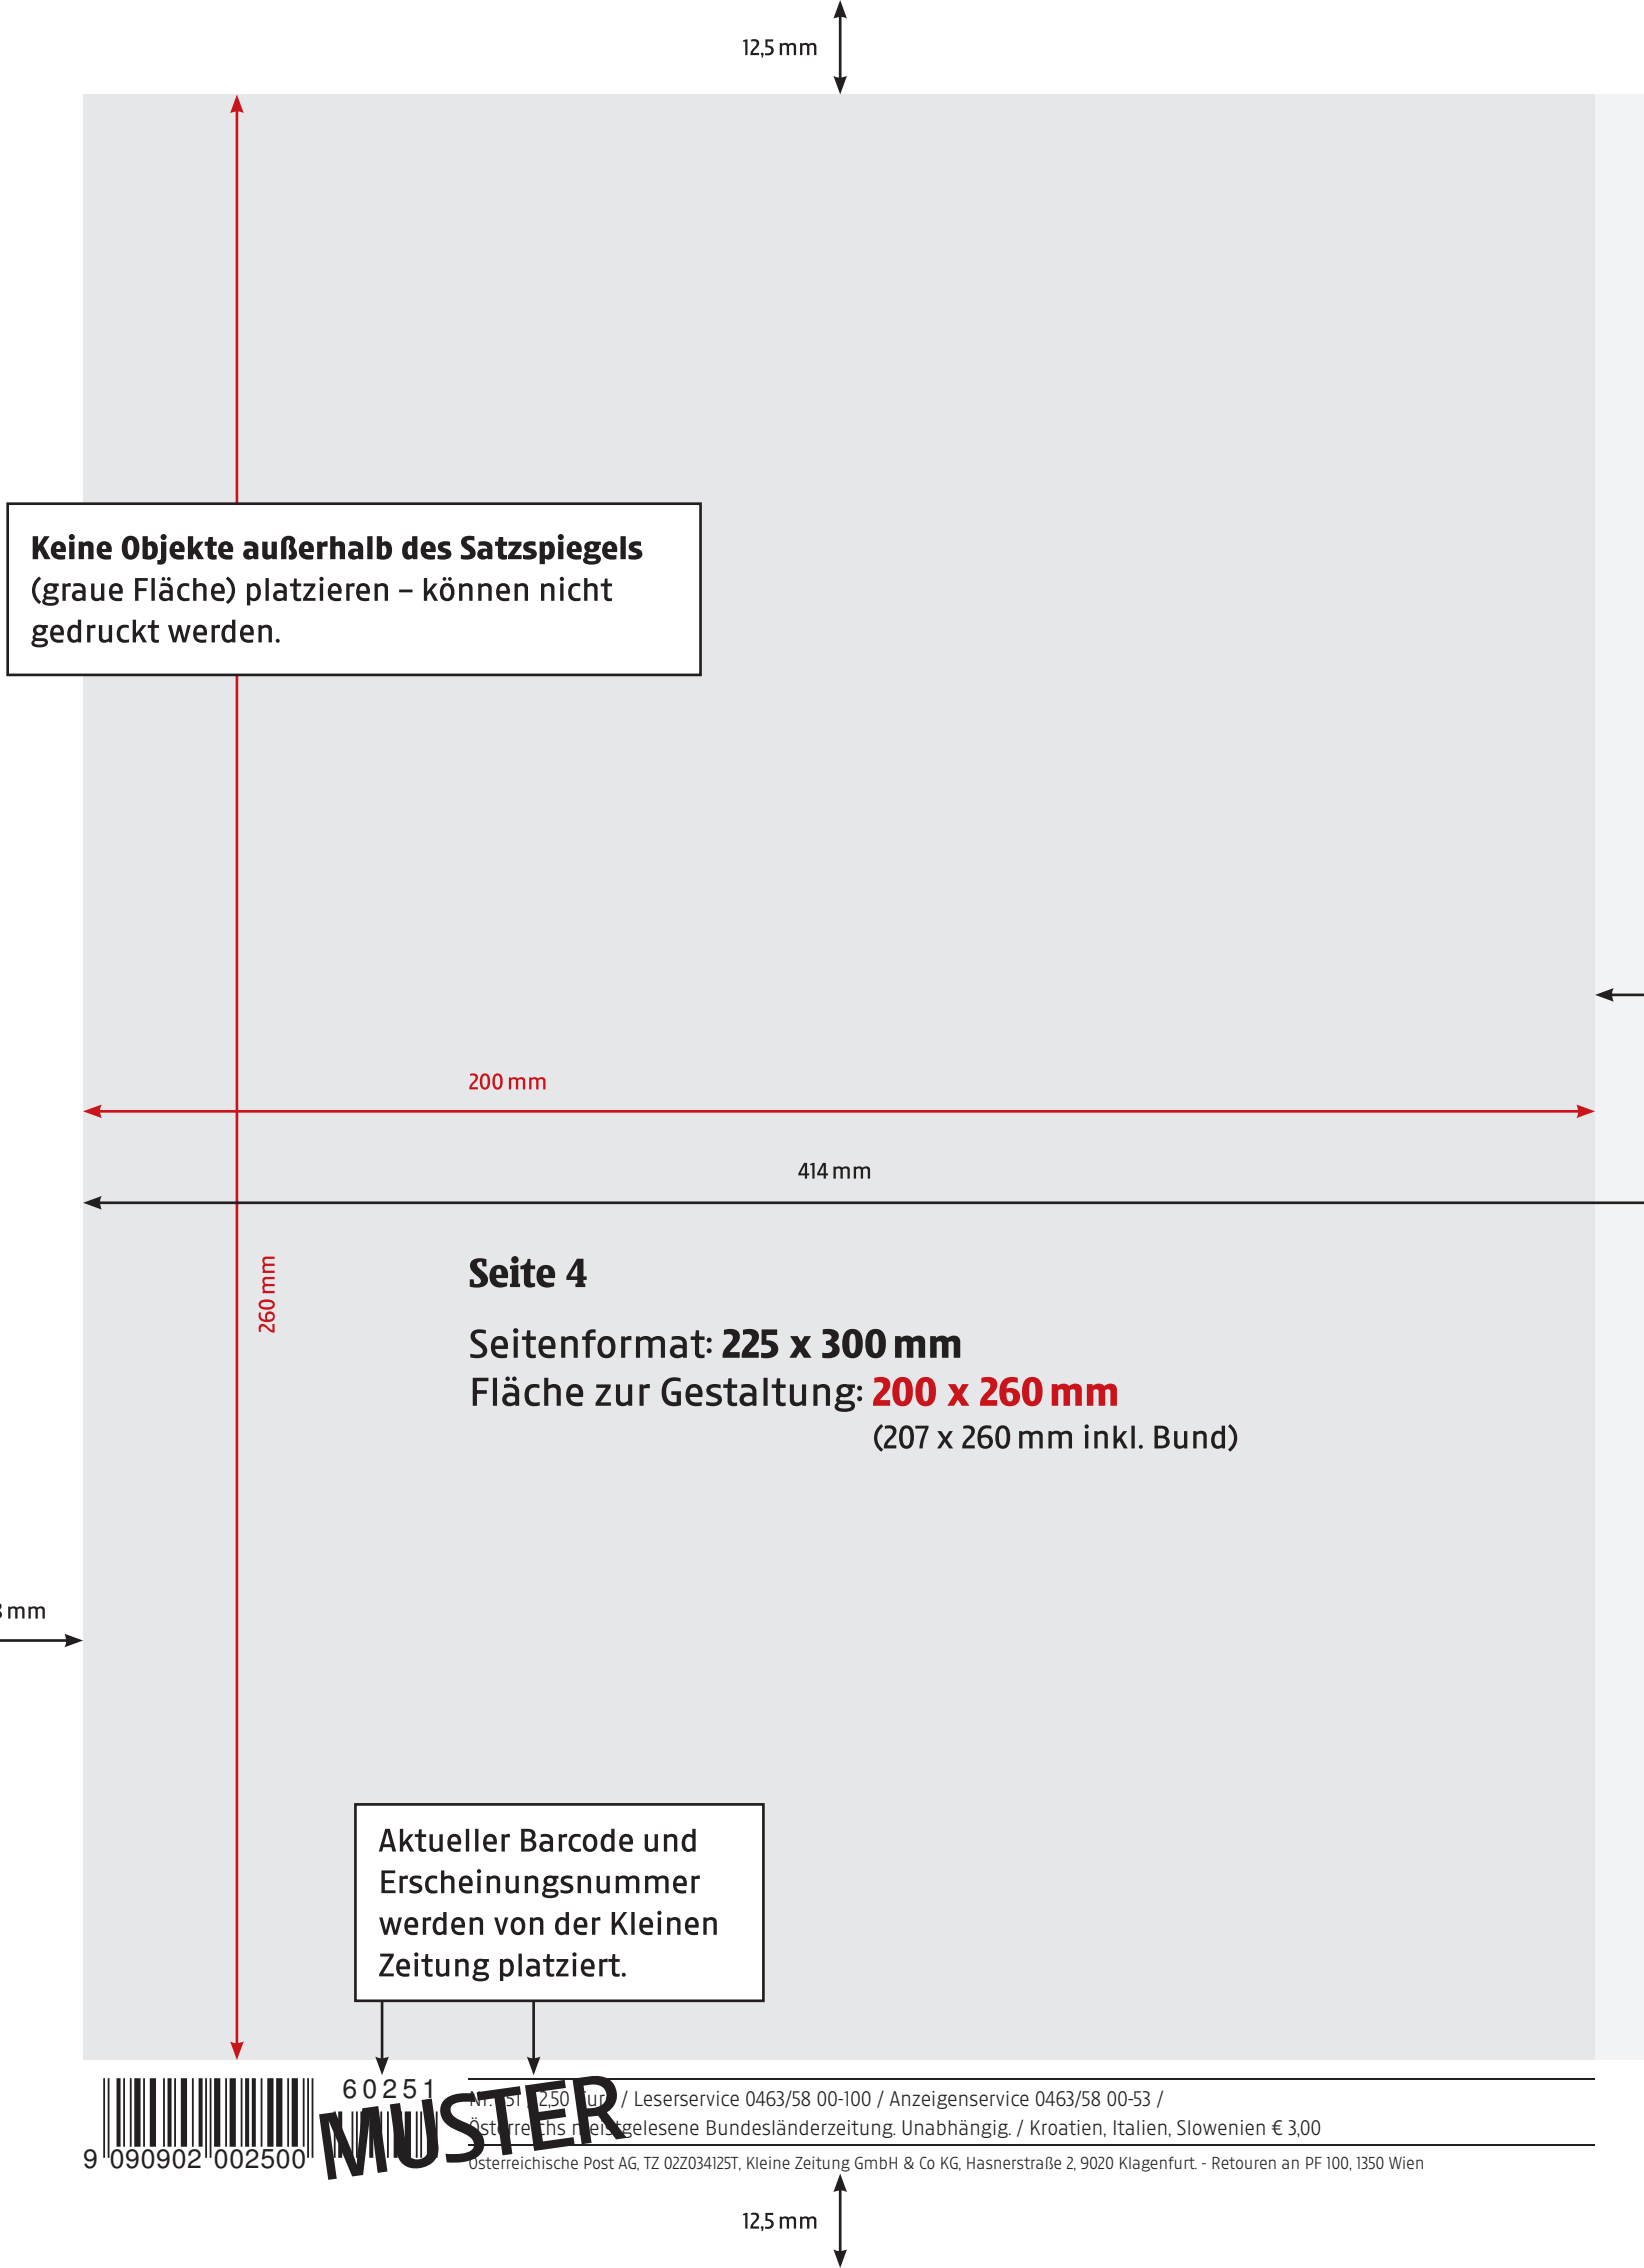 12,5 mm
Keine Objekte außerhalb des Satzspiegels
(graue Fläche) platzieren – können nicht
gedruckt werden.
200 mm
414 mm
260 mm
Seite 4
Seitenformat: 225 x 300 mm
Fläche zur Gestaltung: 200 x 260 mm
(207 x 260 mm inkl. Bund)
mm
Aktueller Barcode und
Erscheinungsnummer
werden von der Kleinen
Zeitung platziert.
60251
MUSTER
9 090902 002500
2,50 / Leserservice 0463/58 00-100 / Anzeigenservice 0463/58 00-53 /
Österreichs meistgelesene Bundesländerzeitung. Unabhängig. / Kroatien, Italien, Slowenien € 3,00
Österreichische Post AG, TZ 02Z034125T, Kleine Zeitung GmbH & Co KG, Hasnerstraße 2, 9020 Klagenfurt. - Retouren an PF 100, 1350 Wien
12,5 mm